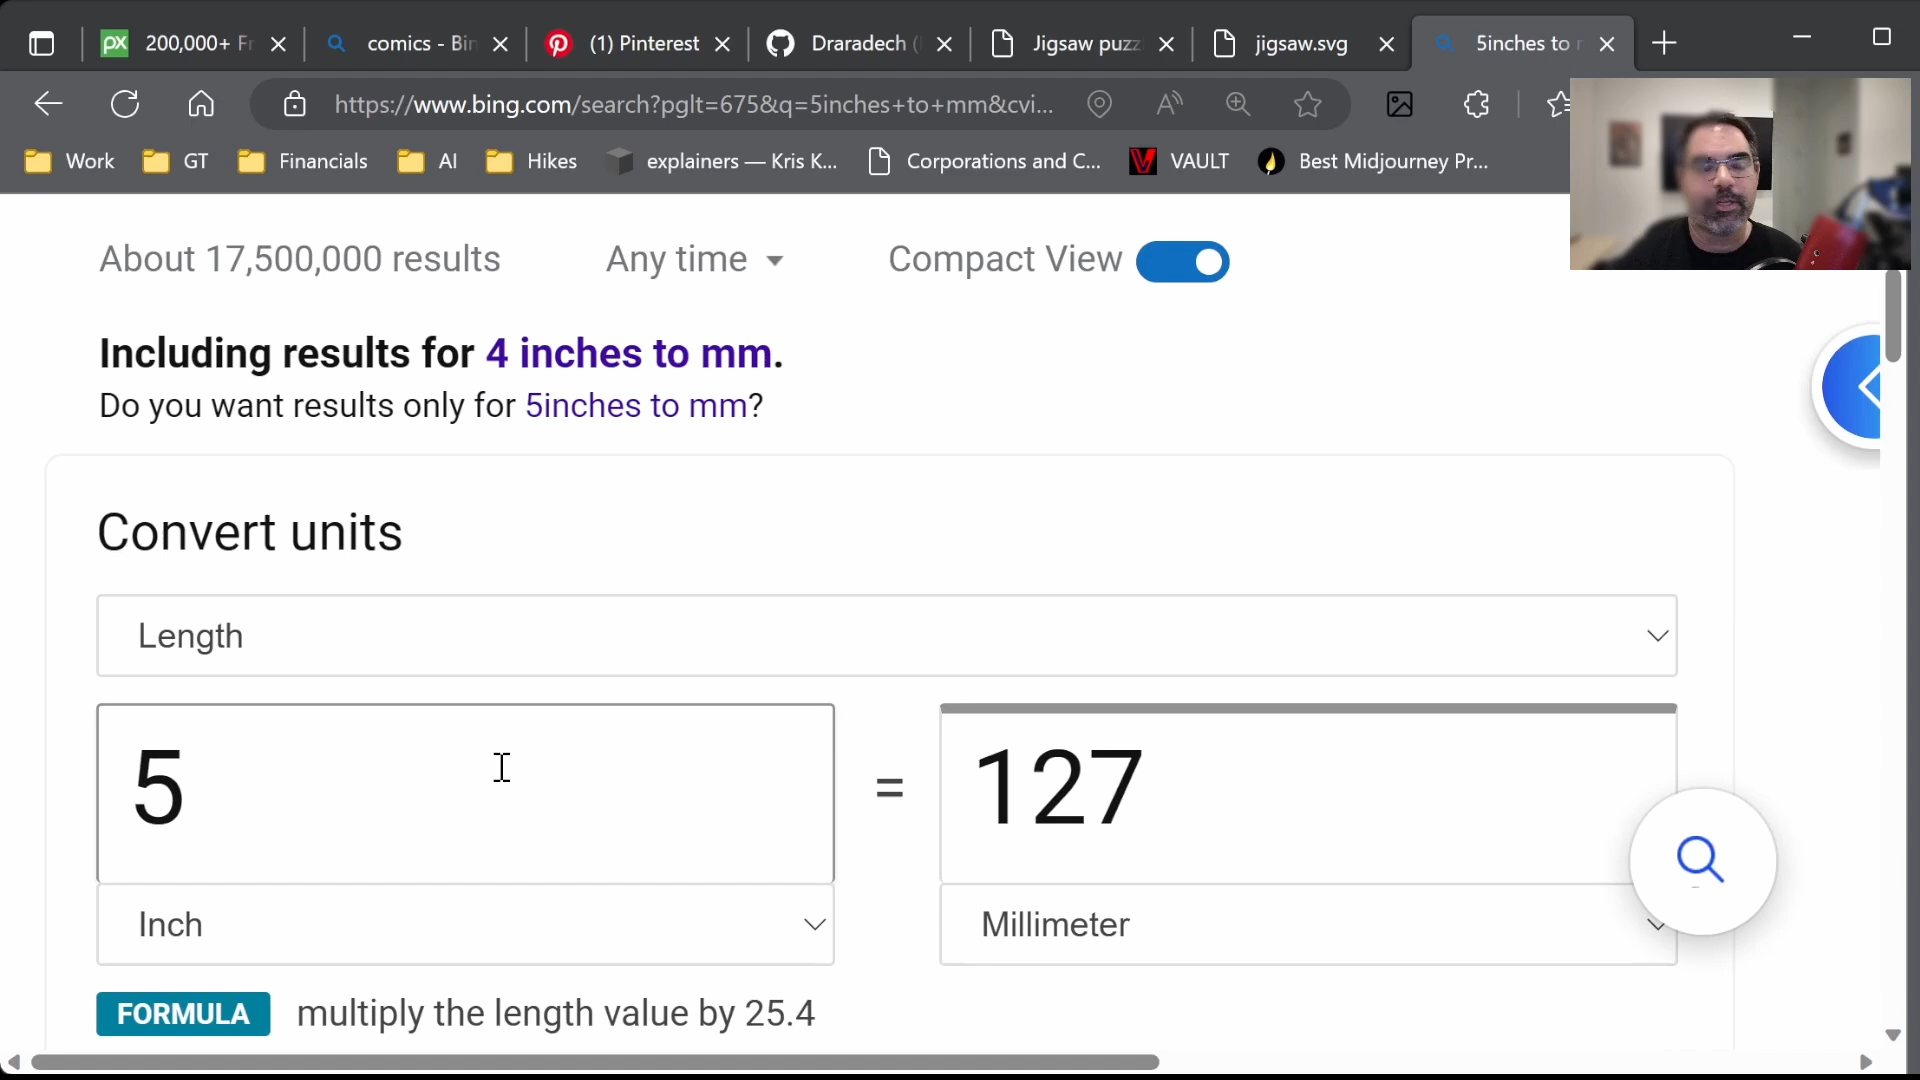 200,000+ Fr
comics - Bin
(1) Pinterest
Draradech (
Jigsaw puzz
jigsaw.svg
5inches to m
https://www.bing.com/search?pglt=675&q=5inches+to+mm&cvi...
Work
GT
Financials
AI
Hikes
explainers — Kris K...
Corporations and C...
VAULT
Best Midjourney Pr...
About 17,500,000 results
Any time
Compact View
Including results for 4 inches to mm.
Do you want results only for 5inches to mm?
Convert units
Length
5
=
127
Inch
Millimeter
FORMULA
multiply the length value by 25.4